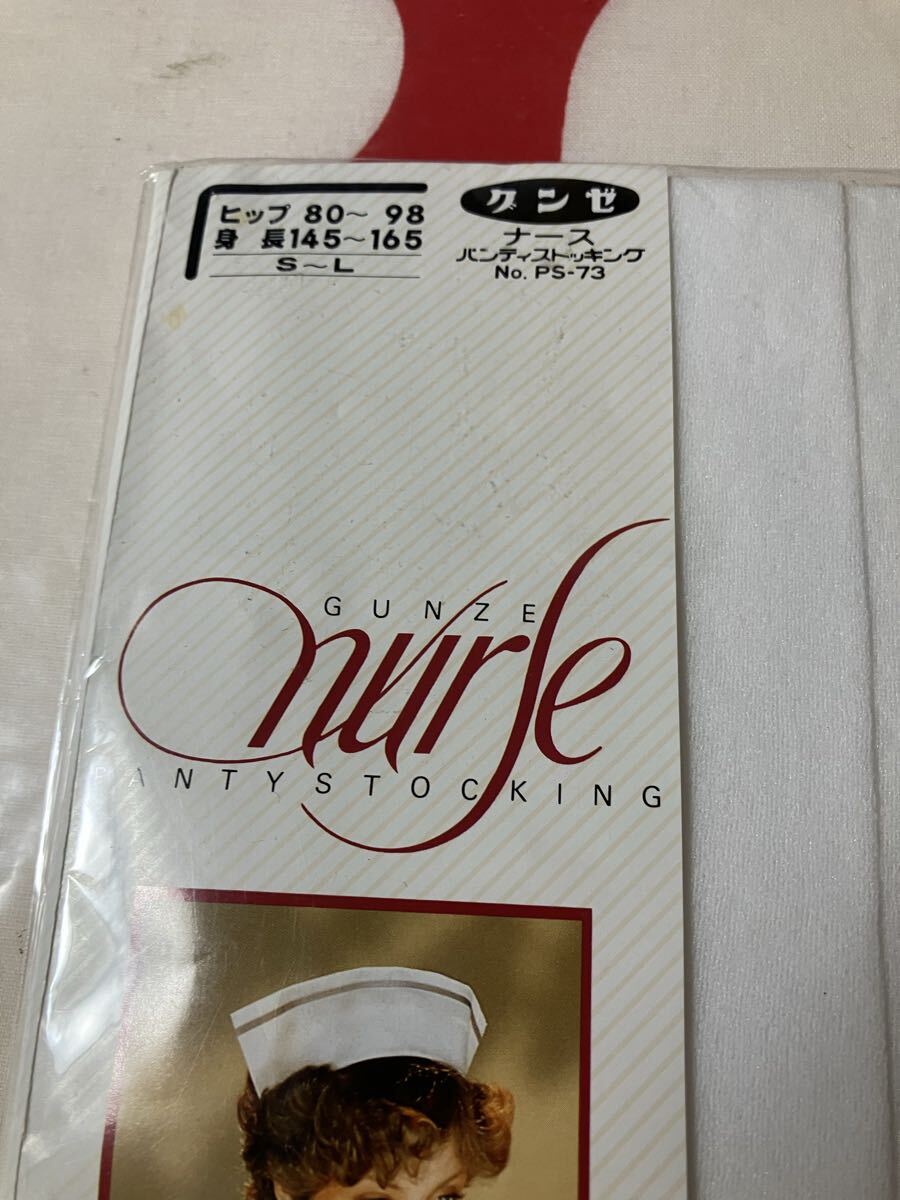 ヒップ 80～ 98
身 長145～165
S～L
グンゼ
ナース
パンティストッキング
No. PS-73
GUNZE
nurse
PANTYSTOCKING